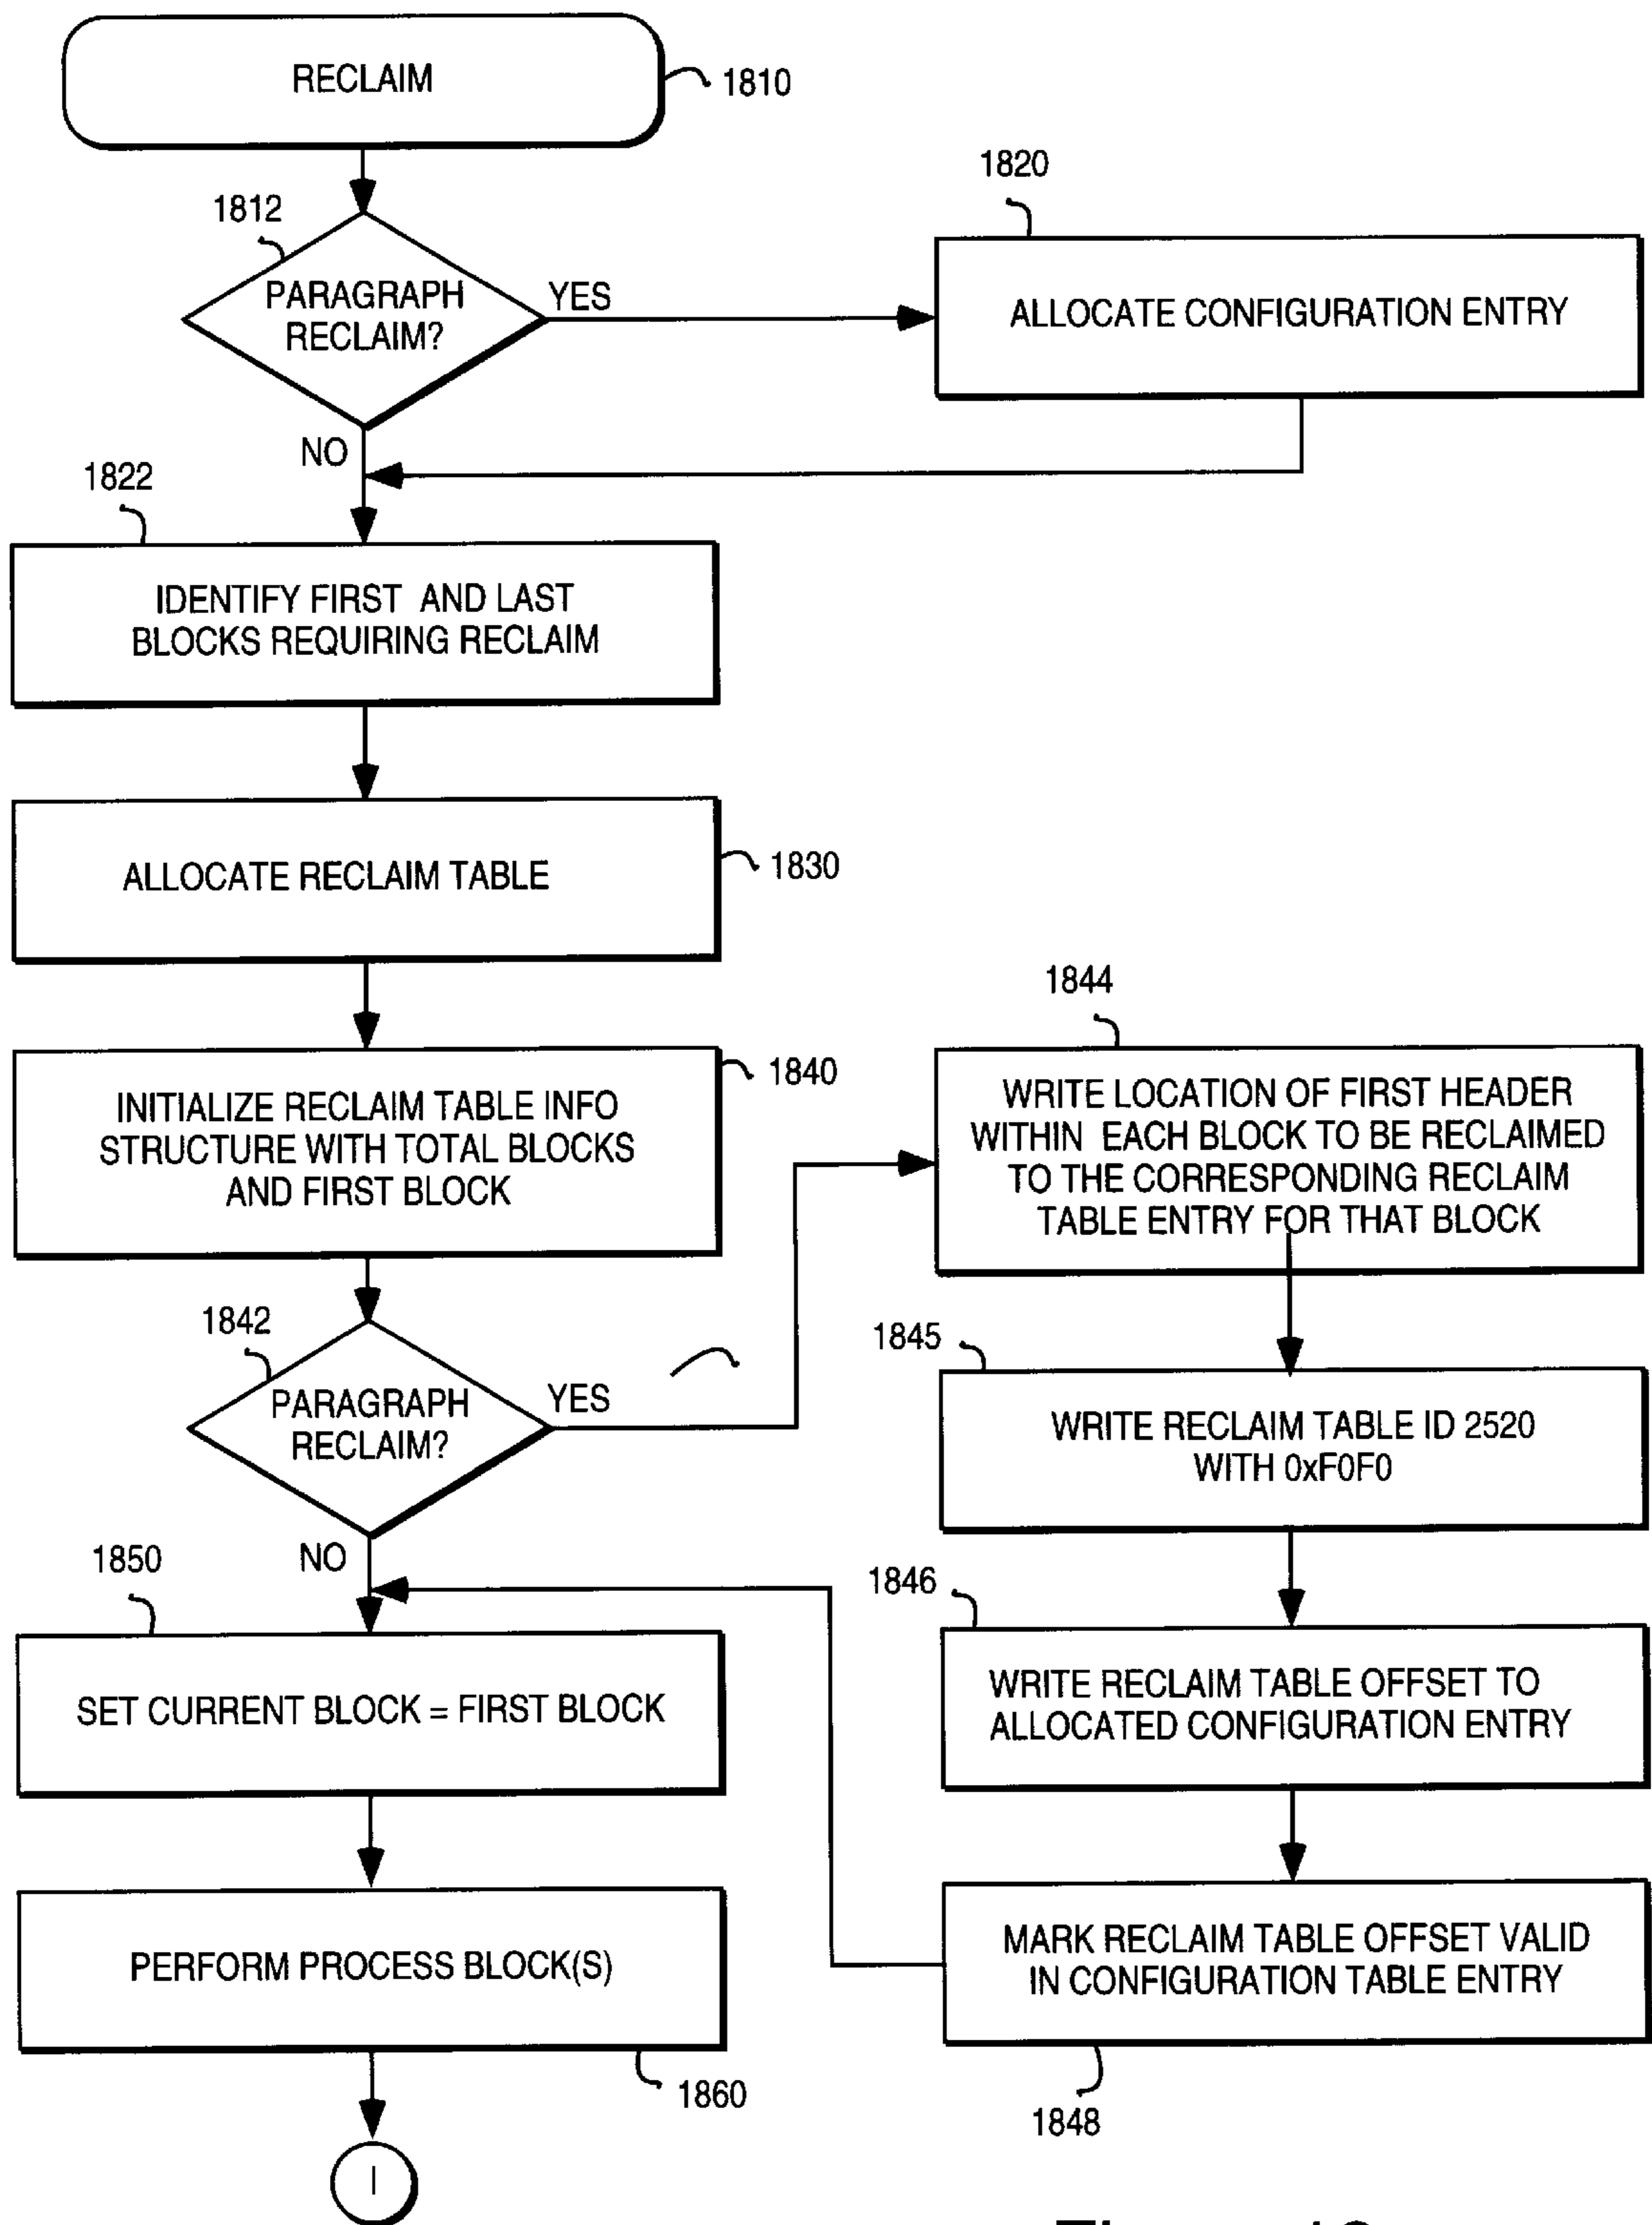 RECLAIM
1810
1812
PARAGRAPH
RECLAIM?
YES
1820
ALLOCATE CONFIGURATION ENTRY
NO
1822
IDENTIFY FIRST AND LAST
BLOCKS REQUIRING RECLAIM
ALLOCATE RECLAIM TABLE
1830
INITIALIZE RECLAIM TABLE INFO
STRUCTURE WITH TOTAL BLOCKS
AND FIRST BLOCK
1840
1842
PARAGRAPH
RECLAIM?
YES
NO
1844
WRITE LOCATION OF FIRST HEADER
WITHIN EACH BLOCK TO BE RECLAIMED
TO THE CORRESPONDING RECLAIM
TABLE ENTRY FOR THAT BLOCK
1845
WRITE RECLAIM TABLE ID 2520
WITH 0xF0F0
1846
WRITE RECLAIM TABLE OFFSET TO
ALLOCATED CONFIGURATION ENTRY
MARK RECLAIM TABLE OFFSET VALID
IN CONFIGURATION TABLE ENTRY
1848
1850
SET CURRENT BLOCK = FIRST BLOCK
PERFORM PROCESS BLOCK(S)
1860
I